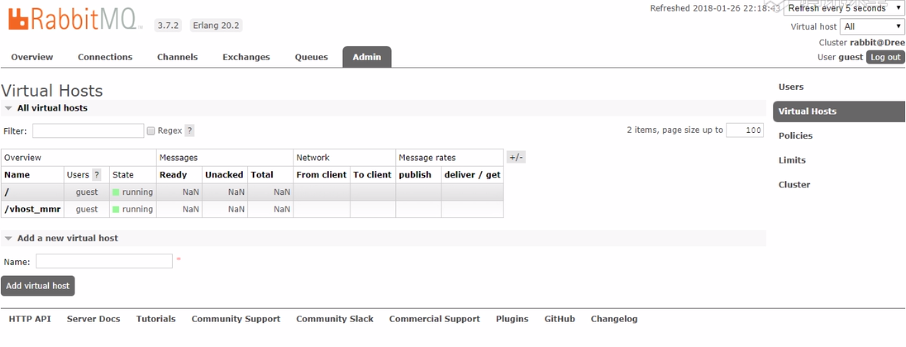 RabbitMQ 3.7.2 Erlang 20.2
Refreshed 2018-01-26 22:18:43 Refresh every 5 seconds
Virtual host All
Cluster rabbit@Dree
User guest Log out
Overview Connections Channels Exchanges Queues Admin
Virtual Hosts
All virtual hosts
Filter: Regex ? 2 items, page size up to 100
Overview Messages Network Message rates +/-
Name Users ? State Ready Unacked Total From client To client publish deliver / get
/ guest running NaN NaN NaN
/vhost_mmr guest running NaN NaN NaN
Add a new virtual host
Name: *
Add virtual host
Users
Virtual Hosts
Policies
Limits
Cluster
HTTP API Server Docs Tutorials Community Support Community Slack Commercial Support Plugins GitHub Changelog